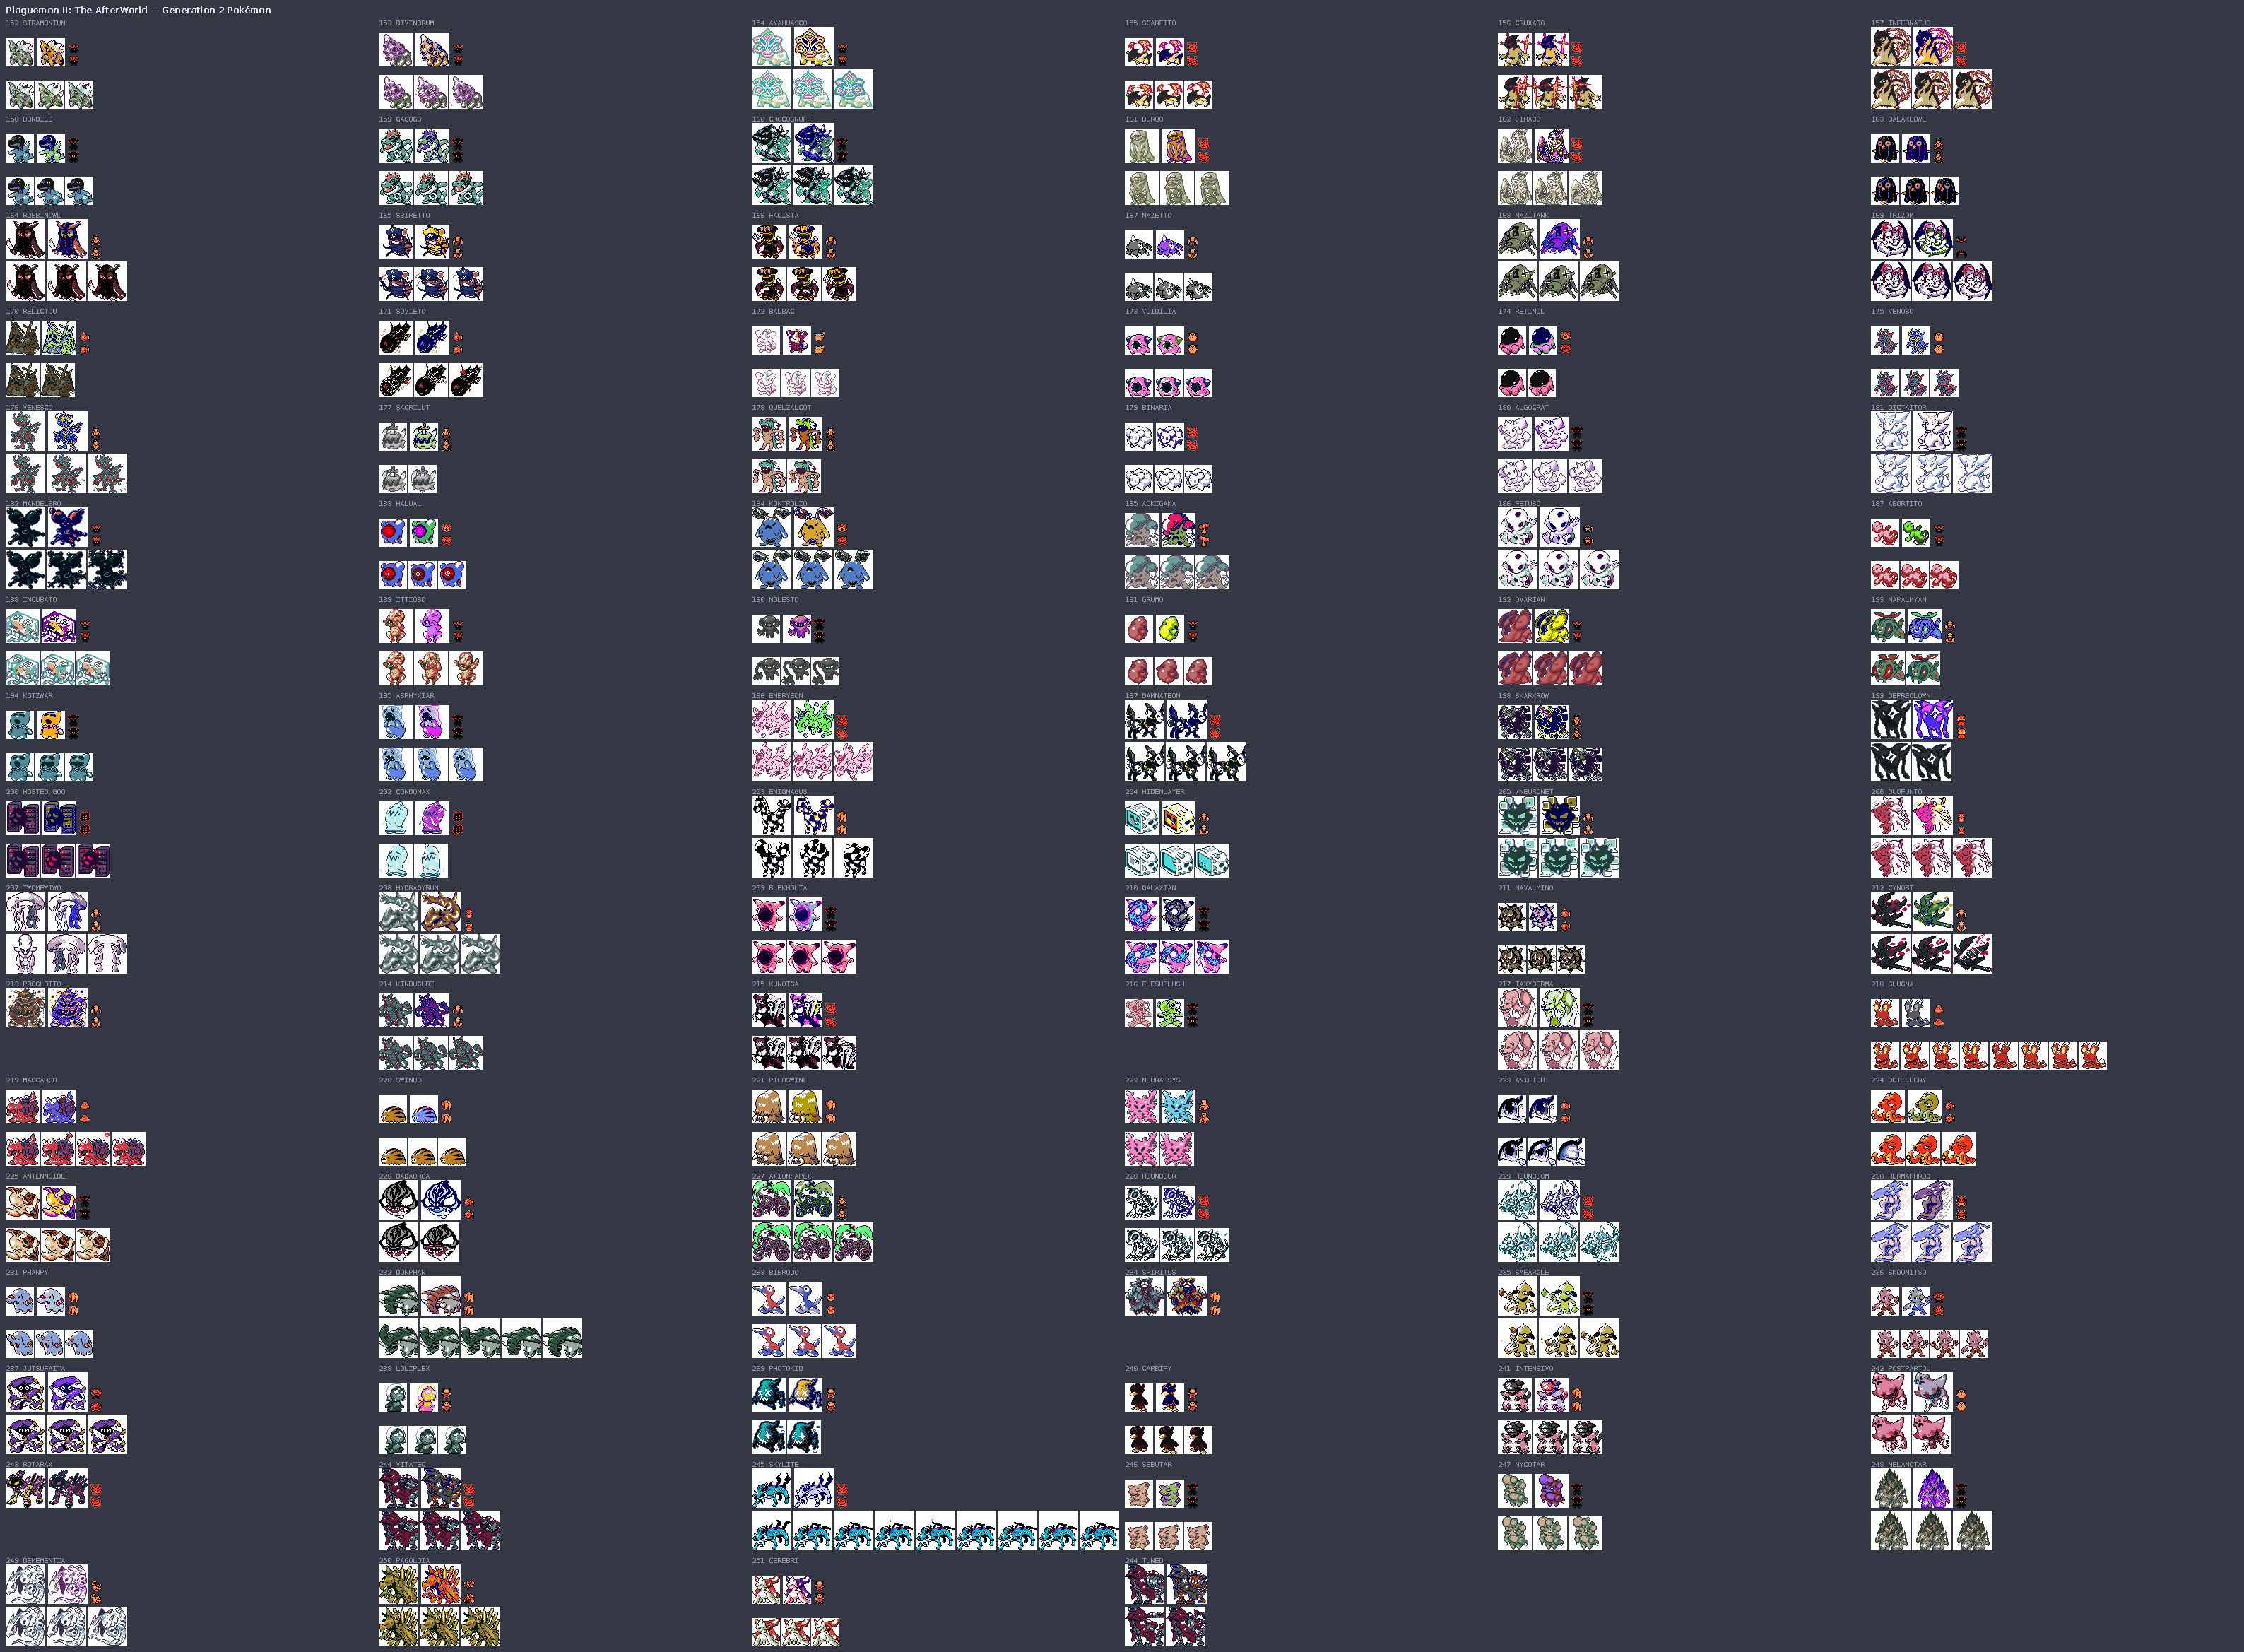 Plaguemon II: The AfterWorld — Generation 2 Pokémon
152 STRAMONIUM
153 DIVINORUM
154 AYAHUASCO
155 SCARFITO
156 CRUXADO
157 INFERNATUS
158 BONDILE
159 GAGOGO
160 CROCOSNUFF
161 BURQO
162 JIHADO
163 BALAKLOWL
164 ROBBINOWL
165 SBIRETTO
166 FACISTA
167 NAZETTO
168 NAZITANK
169 TRIZOM
170 RELICTOU
171 SOVIETO
172 BALBAC
173 VOIDILIA
174 RETINOL
175 VENOSO
176 VENESCO
177 SACRILUT
178 QUELZALCOT
179 BINARIA
180 ALGOCRAT
181 DICTAITOR
182 MANDELBRO
183 HALUAL
184 KONTROLIO
185 AOKIGAKA
186 FETUSO
187 ABORTITO
188 INCUBATO
189 ITTIOSO
190 MOLESTO
191 GRUMO
192 OVARIAN
193 NAPALMYAN
194 KOTZWAR
195 ASPHYXIAR
196 EMBRYEON
197 DAMNATEON
198 SKARKROW
199 DEPRECLOWN
200 HOSTED GOO
202 CONDOMAX
203 ENIGMAGUS
204 HIDENLAYER
205 /NEURONET
206 DUOFUNTO
207 TWOMEWTWO
208 HYDRAGYRUM
209 BLEKHOLIA
210 GALAXIAN
211 NAVALMINO
212 CYNOBI
213 PROGLOTTO
214 KINBUGUBI
215 KUNOIGA
216 FLESHPLUSH
217 TAXYDERMA
218 SLUGMA
219 MAGCARGO
220 SWINUB
221 PILOSWINE
222 NEURAPSYS
223 ANIFISH
224 OCTILLERY
225 ANTENNOIDE
226 DADAORCA
227 AXIOM:APEX
228 HOUNDOUR
229 HOUNDOOM
230 HERMAPHROD
231 PHANPY
232 DONPHAN
233 BIBRODO
234 SPIRITUS
235 SMEARGLE
236 SKOONITSO
237 JUTSUFAITA
238 LOLIPLEX
239 PHOTOKID
240 CARBIFY
241 INTENSIVO
242 POSTPARTOU
243 ROTARAX
244 VITATEC
245 SKYLITE
246 SEBUTAR
247 MYCOTAR
248 MELANOTAR
249 DEMEMENTIA
250 PAGOLDIA
251 CEREBRI
244 TUNED